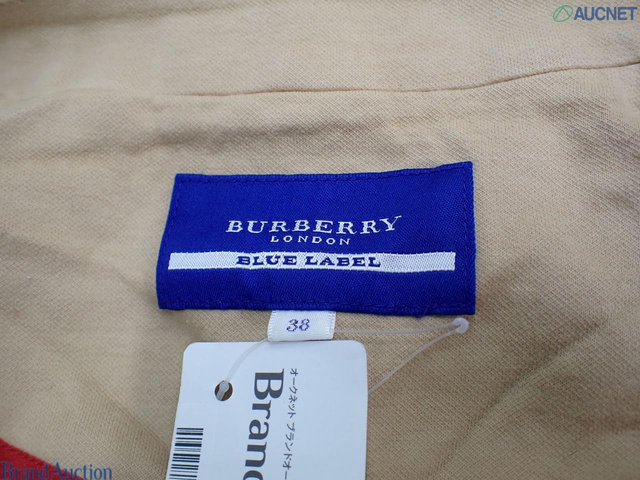 AUCNET
BURBERRY
LONDON
BLUE LABEL
38
オークネット ブランドオー
Brand
Brand Auction